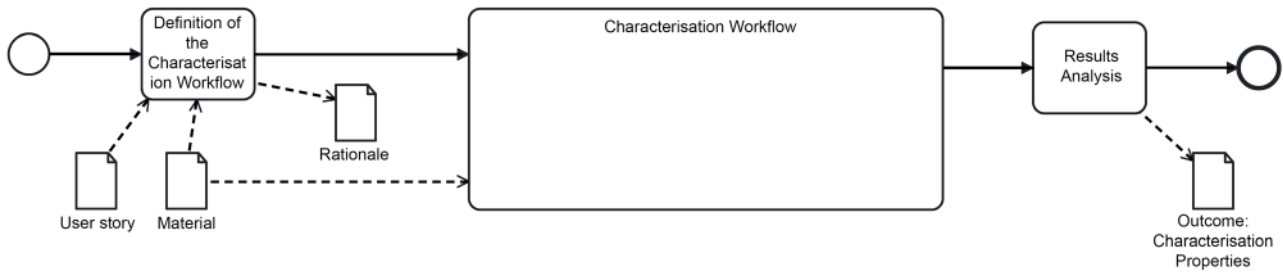 Definition of
the
Characterisat
ion Workflow
Characterisation Workflow
Results
Analysis
Rationale
User story
Material
Outcome:
Characterisation
Properties